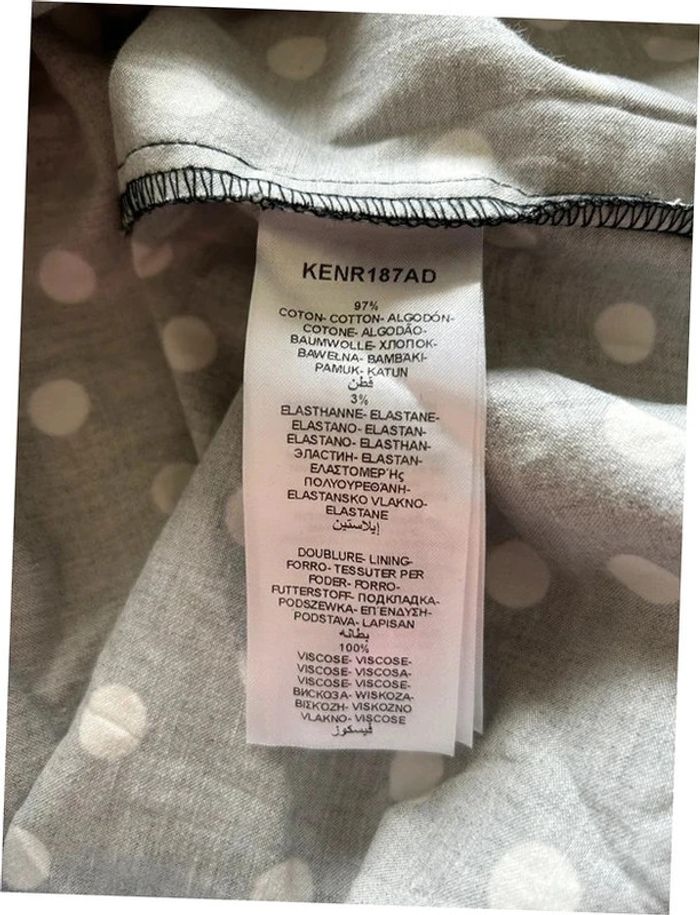 KENR187AD
97%
COTON- COTTON- ALGODÓN-
COTONE- ALGODÃO-
BAUMWOLLE- ХЛОПОК-
BAWEŁNA- BAMBAKI-
PAMUK- KATUN
قطن
3%
ELASTHANNE- ELASTANE-
ELASTANO- ELASTAN-
ELASTANO- ELASTHAN-
ЭЛАСТИН- ELASTAN-
ΕΛΑΣΤΟΜΕΡΉς
ΠΟΛΥΟΥΡΕΘΆΝΗ-
ELASTANSKO VLAKNO-
ELASTANE
إيلاستين
DOUBLURE- LINING-
FORRO- TESSUTER PER
FODER- FORRO-
FUTTERSTOFF- ПОДКЛАДКА-
PODSZEWKA- ΕΠΈΝΔΥΣΗ-
PODSTAVA- LAPISAN
بطانه
100%
VISCOSE- VISCOSE-
VISCOSE- VISCOSA-
VISCOSE- VISCOSE-
ВИСКОЗА- WISKOZA-
ΒΙΣΚΌΖΗ- VISKOZNO
VLAKNO- VISCOSE
فيسكوز